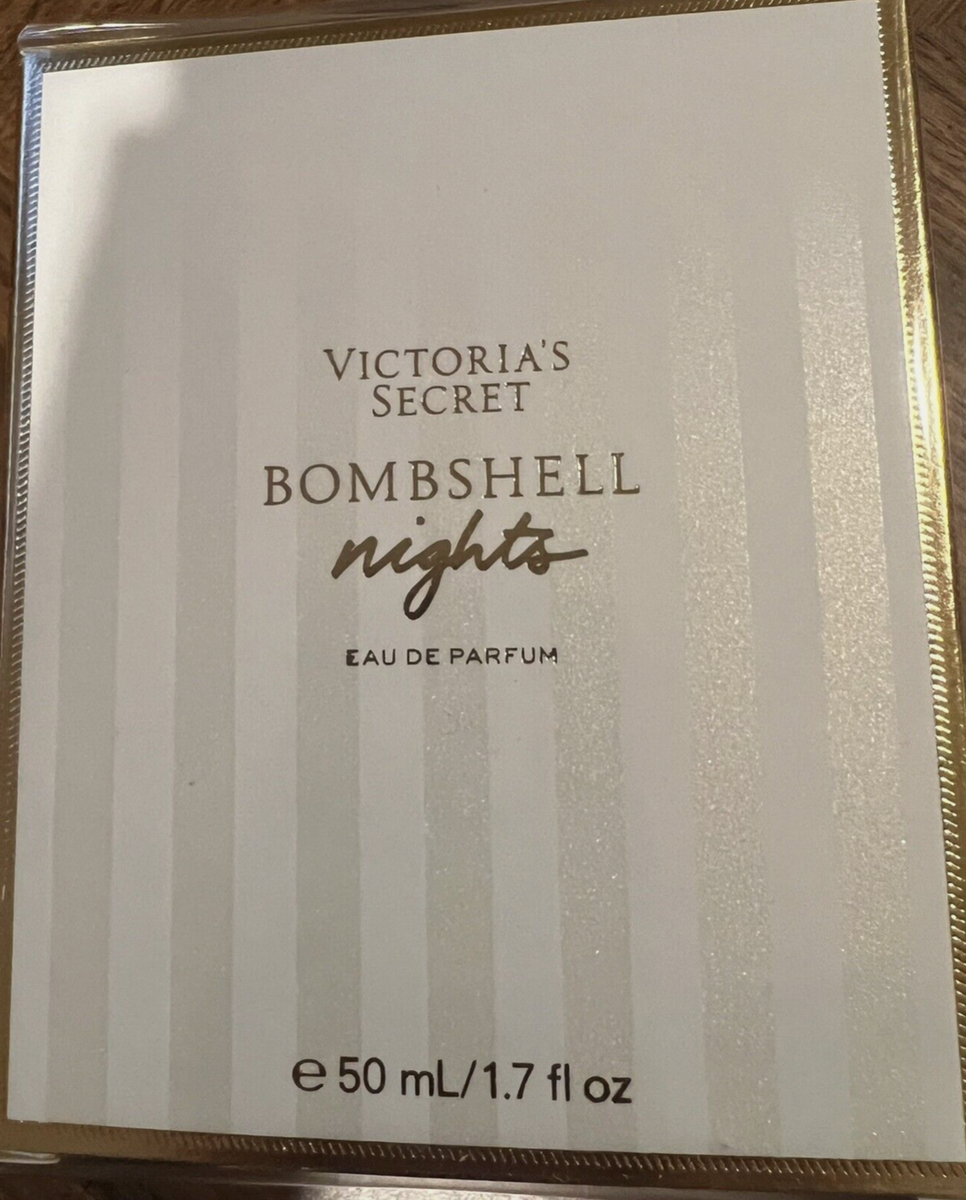 VICTORIA'S
SECRET
BOMBSHELL
nights
EAU DE PARFUM
℮ 50 mL/1.7 fl oz